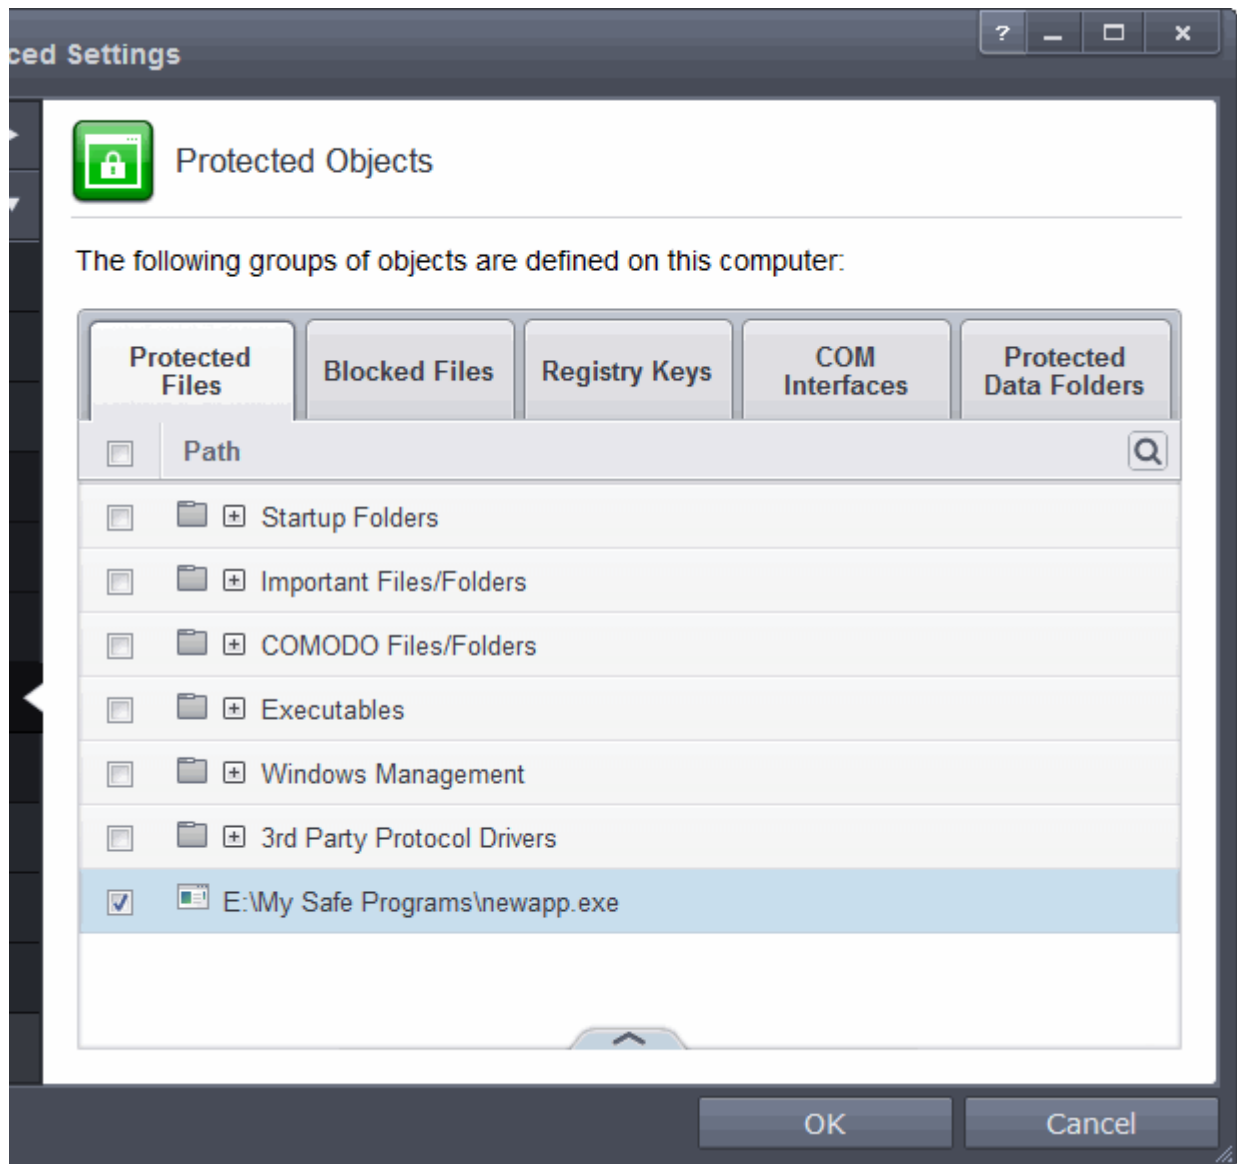 ced Settings
?
Protected Objects
The following groups of objects are defined on this computer:
Protected Files
Blocked Files
Registry Keys
COM Interfaces
Protected Data Folders
Path
Startup Folders
Important Files/Folders
COMODO Files/Folders
Executables
Windows Management
3rd Party Protocol Drivers
E:\My Safe Programs\newapp.exe
OK
Cancel